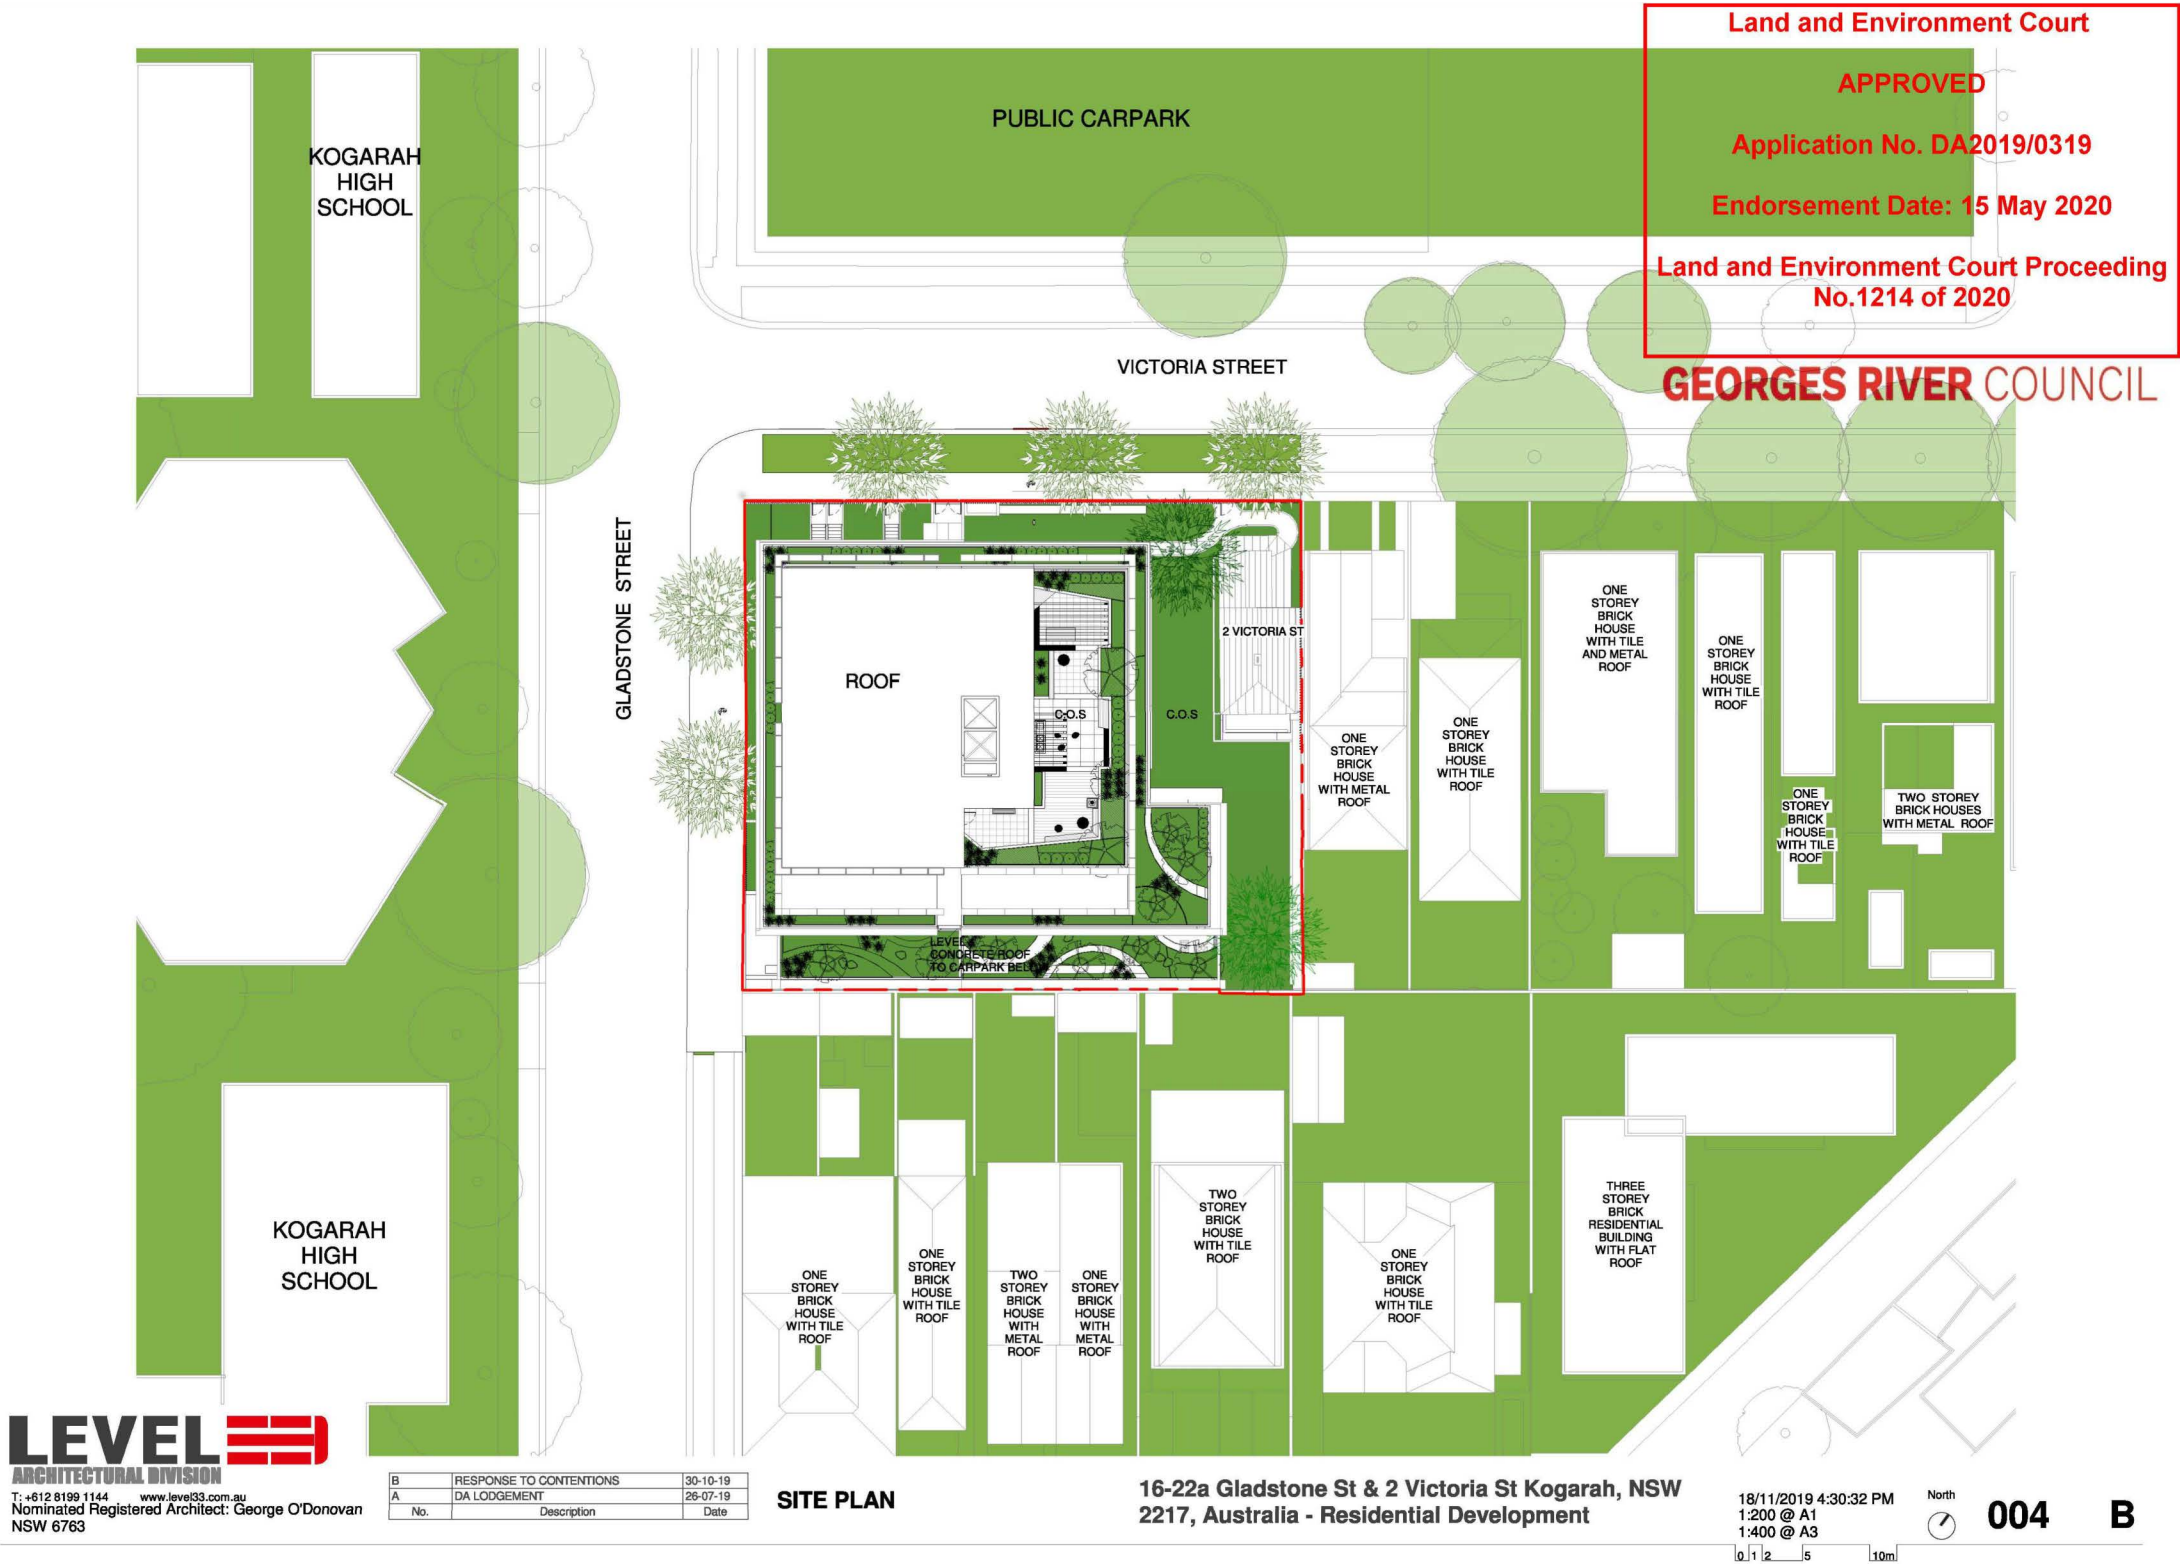 Land and Environment Court
APPROVED
Application No. DA2019/0319
Endorsement Date: 15 May 2020
Land and Environment Court Proceeding
No.1214 of 2020
GEORGES RIVER COUNCIL
PUBLIC CARPARK
KOGARAH
HIGH
SCHOOL
VICTORIA STREET
GLADSTONE STREET
ROOF
C.O.S
C.O.S
2 VICTORIA ST
LEVEL
CONCRETE ROOF
TO CARPARK
ONE
STOREY
BRICK
HOUSE
WITH METAL
ROOF
ONE
STOREY
BRICK
HOUSE
WITH TILE
ROOF
ONE
STOREY
BRICK
HOUSE
WITH TILE
AND METAL
ROOF
ONE
STOREY
BRICK
HOUSE
WITH TILE
ROOF
ONE
STOREY
BRICK
HOUSE
WITH TILE
ROOF
TWO STOREY
BRICK HOUSES
WITH METAL ROOF
KOGARAH
HIGH
SCHOOL
ONE
STOREY
BRICK
HOUSE
WITH TILE
ROOF
ONE
STOREY
BRICK
HOUSE
WITH TILE
ROOF
TWO
STOREY
BRICK
HOUSE
WITH
METAL
ROOF
ONE
STOREY
BRICK
HOUSE
WITH
METAL
ROOF
TWO
STOREY
BRICK
HOUSE
WITH TILE
ROOF
ONE
STOREY
BRICK
HOUSE
WITH TILE
ROOF
THREE
STOREY
BRICK
RESIDENTIAL
BUILDING
WITH FLAT
ROOF
LEVEL 33
ARCHITECTURAL DIVISION
T: +612 8199 1144 www.level33.com.au
Nominated Registered Architect: George O'Donovan
NSW 6763
B RESPONSE TO CONTENTIONS 30-10-19
A DA LODGEMENT 26-07-19
No. Description Date
SITE PLAN
16-22a Gladstone St & 2 Victoria St Kogarah, NSW
2217, Australia - Residential Development
18/11/2019 4:30:32 PM
1:200 @ A1
1:400 @ A3
North
004 B
0 1 2 5 10m